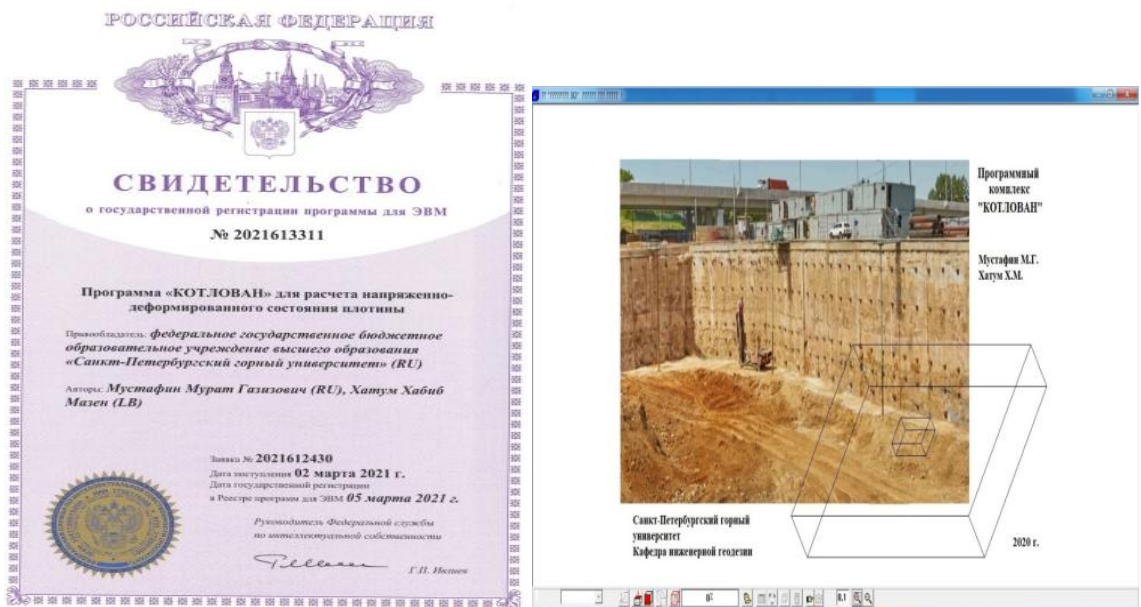 РОССИЙСКАЯ ФЕДЕРАЦИЯ
СВИДЕТЕЛЬСТВО
о государственной регистрации программы для ЭВМ
№ 2021613311
Программа «КОТЛОВАН» для расчета напряженно-
деформированного состояния плотины
Правообладатель: федеральное государственное бюджетное
образовательное учреждение высшего образования
«Санкт-Петербургский горный университет» (RU)
Авторы: Мустафин Мурат Газизович (RU), Хатум Хабиб
Мазен (LB)
Заявка № 2021612430
Дата поступления 02 марта 2021 г.
Дата государственной регистрации
в Реестре программ для ЭВМ 05 марта 2021 г.
Руководитель Федеральной службы
по интеллектуальной собственности
Г.П. Ивлиев
Программный
комплекс
"КОТЛОВАН"
Мустафин М.Г.
Хатум Х.М.
Санкт-Петербургский горный
университет
Кафедра инженерной геодезии
2020 г.
0,1